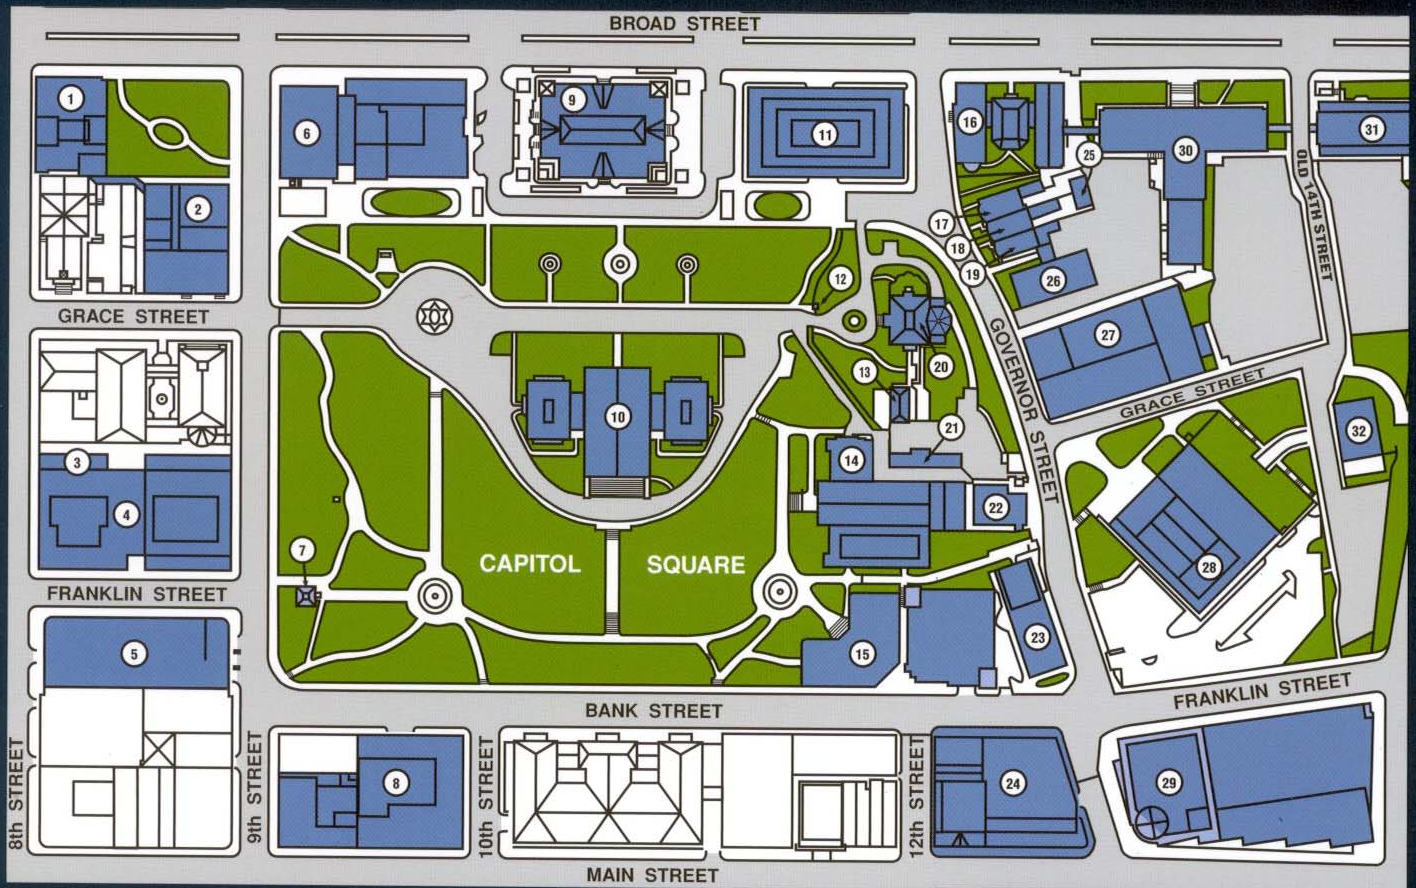 BROAD STREET
1
6
9
11
16
25
30
31
2
17
18
19
26
12
OLD 14TH STREET
GRACE STREET
GOVERNOR STREET
27
13
20
GRACE STREET
10
21
32
3
14
4
22
7
CAPITOL SQUARE
28
FRANKLIN STREET
5
15
23
BANK STREET
FRANKLIN STREET
8th STREET
9th STREET
8
10th STREET
12th STREET
24
29
MAIN STREET